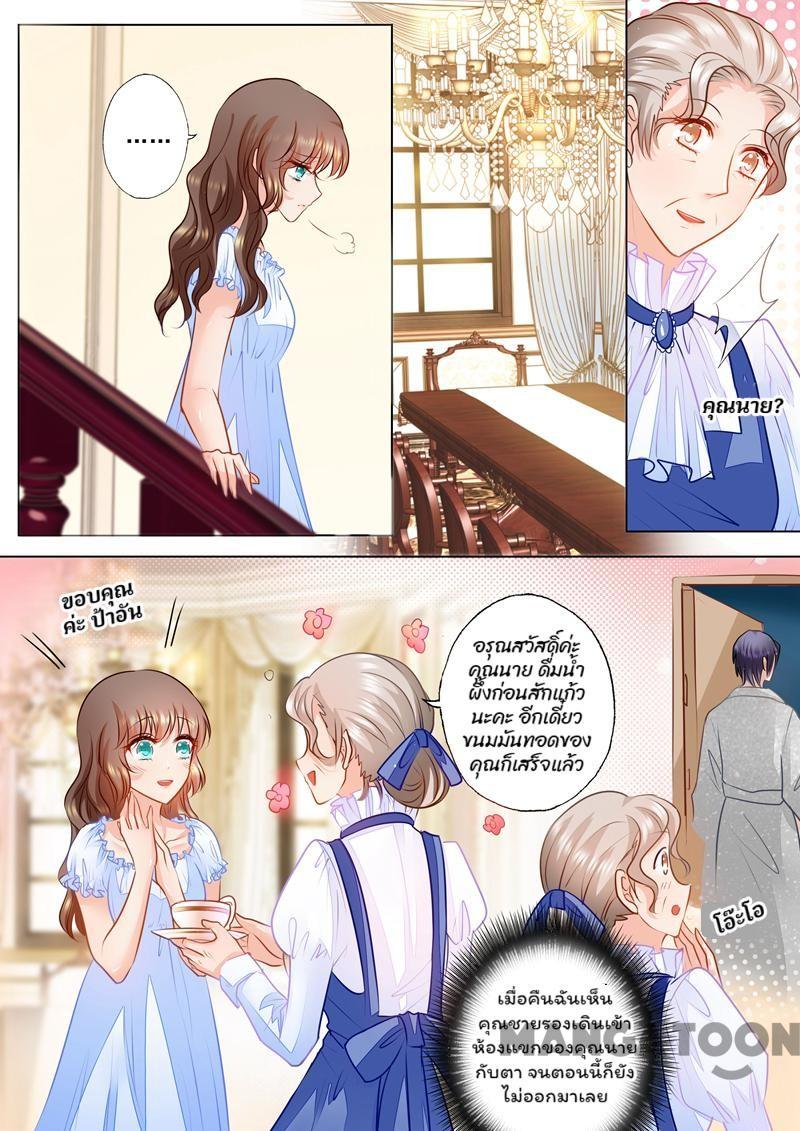 ……
คุณนาย?
ขอบคุณ
ค่ะ ป้าอัน
อรุณสวัสดิ์ค่ะ
คุณนาย ดื่มน้ำ
ผึ้งก่อนสักแก้ว
นะคะ อีกเดี๋ยว
ขนมมันทอดของ
คุณก็เสร็จแล้ว
โอ๊ะโอ
เมื่อคืนฉันเห็น
คุณชายรองเดินเข้า
ห้องแขกของคุณนาย
กับตา จนตอนนี้ก็ยัง
ไม่ออกมาเลย